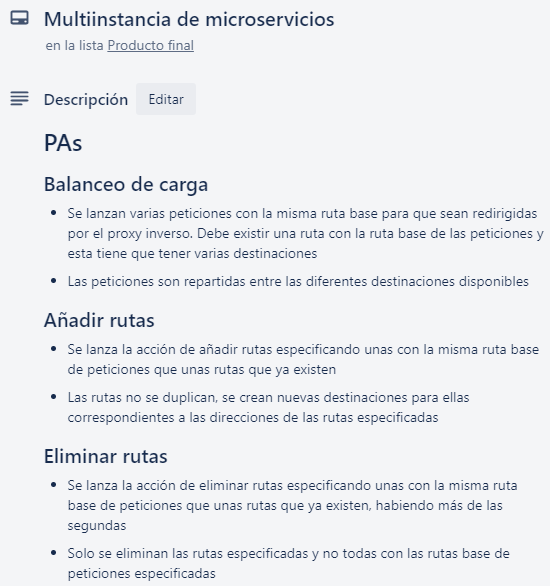 Multiinstancia de microservicios
en la lista Producto final
Descripción Editar
PAs
Balanceo de carga
• Se lanzan varias peticiones con la misma ruta base para que sean redirigidas
por el proxy inverso. Debe existir una ruta con la ruta base de las peticiones y
esta tiene que tener varias destinaciones
• Las peticiones son repartidas entre las diferentes destinaciones disponibles
Añadir rutas
• Se lanza la acción de añadir rutas especificando unas con la misma ruta base
de peticiones que unas rutas que ya existen
• Las rutas no se duplican, se crean nuevas destinaciones para ellas
correspondientes a las direcciones de las rutas especificadas
Eliminar rutas
• Se lanza la acción de eliminar rutas especificando unas con la misma ruta
base de peticiones que unas rutas que ya existen, habiendo más de las
segundas
• Solo se eliminan las rutas especificadas y no todas con las rutas base de
peticiones especificadas